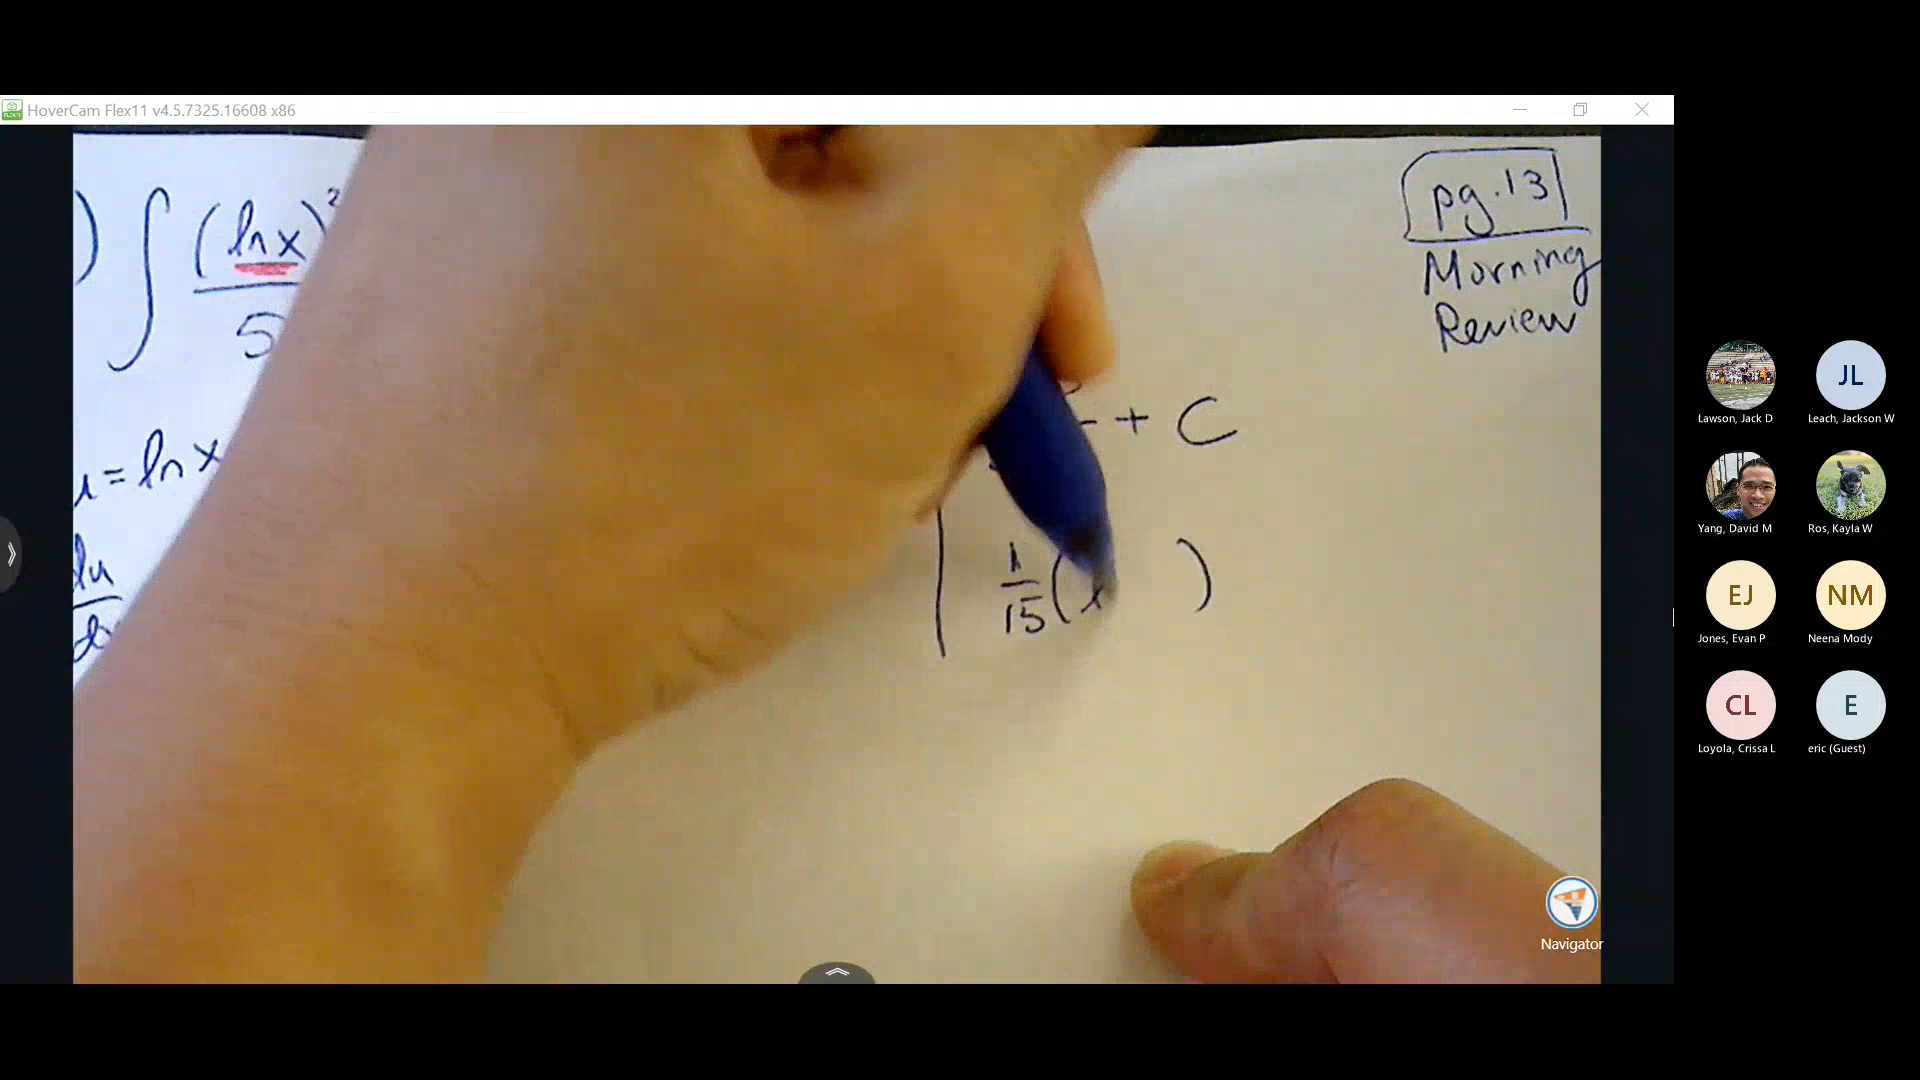 HoverCam Flex11 v4.5.7325.16608 x86
pg.13
Morning
Review
) ∫ (ln x)²
5
u = ln x
+ C
du
1/15 ( )
Lawson, Jack D
JL
Leach, Jackson W
Yang, David M
Ros, Kayla W
EJ
Jones, Evan P
NM
Neena Mody
CL
Loyola, Crissa L
E
eric (Guest)
Navigator